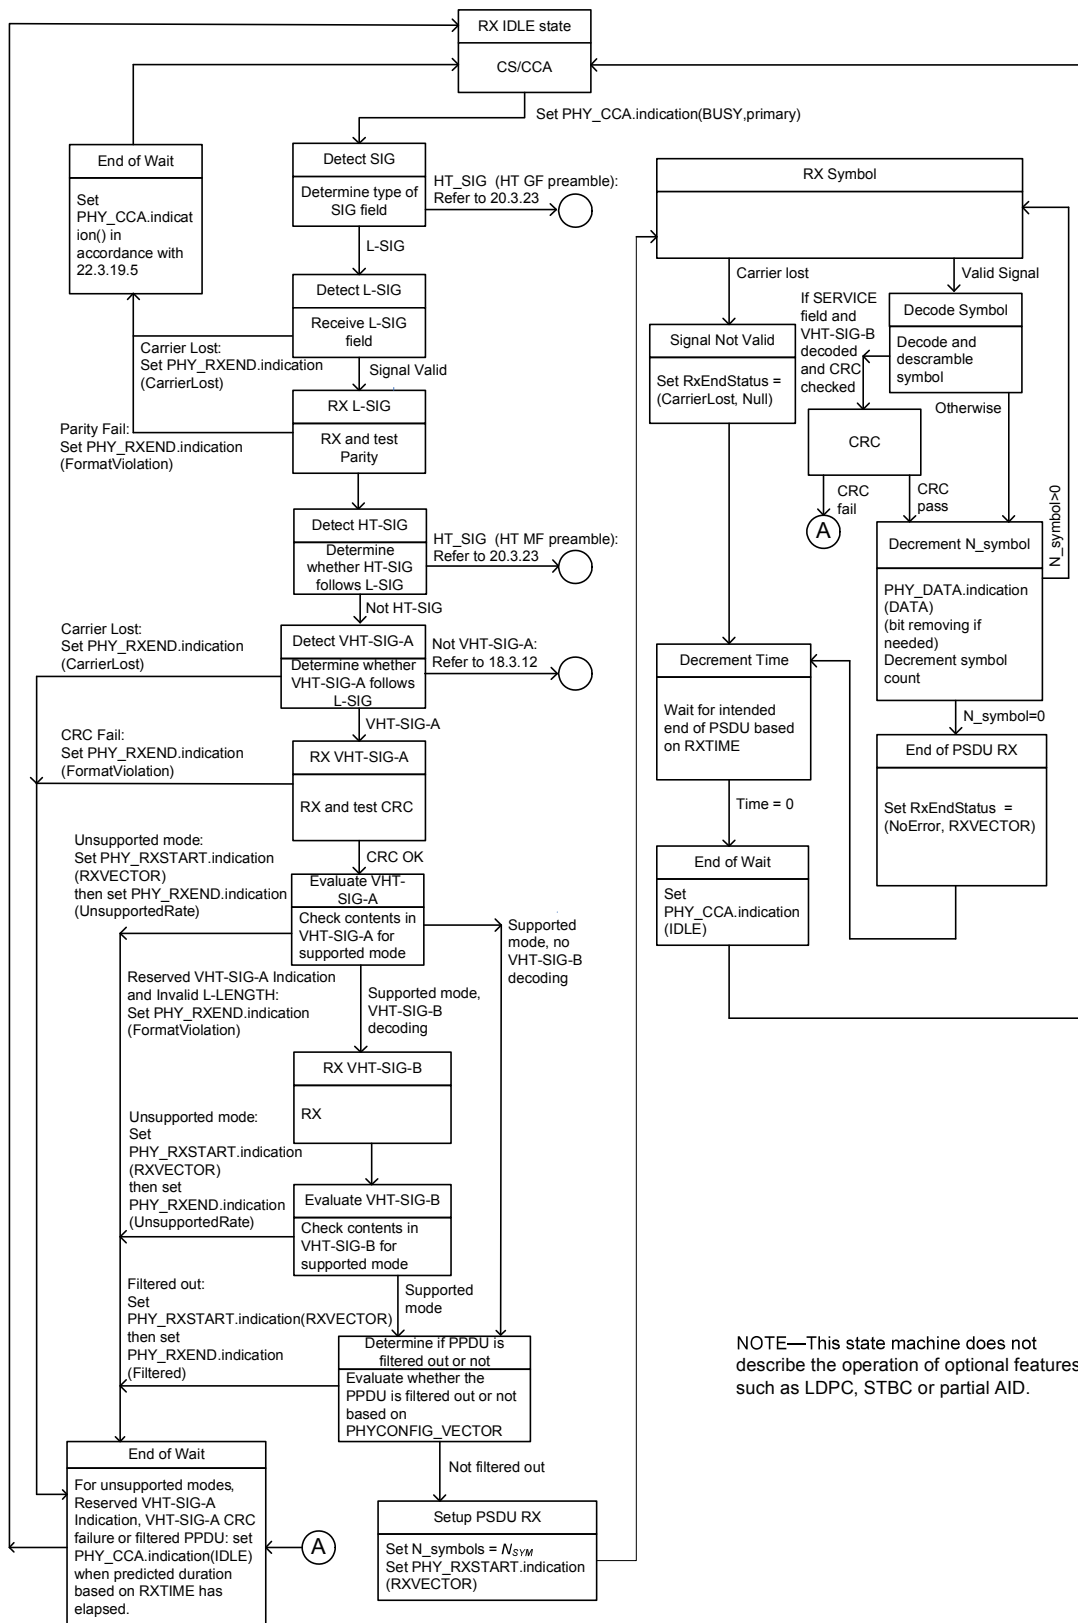 RX IDLE state
CS/CCA
Set PHY_CCA.indication(BUSY,primary)
End of Wait
Set
PHY_CCA.indicat
ion() in
accordance with
22.3.19.5
Detect SIG
Determine type of
SIG field
HT_SIG (HT GF preamble):
Refer to 20.3.23
L-SIG
Detect L-SIG
Receive L-SIG
field
Carrier Lost:
Set PHY_RXEND.indication
(CarrierLost)
Signal Valid
RX L-SIG
RX and test
Parity
Parity Fail:
Set PHY_RXEND.indication
(FormatViolation)
Detect HT-SIG
Determine
whether HT-SIG
follows L-SIG
HT_SIG (HT MF preamble):
Refer to 20.3.23
Not HT-SIG
Carrier Lost:
Set PHY_RXEND.indication
(CarrierLost)
Detect VHT-SIG-A
Determine whether
VHT-SIG-A follows
L-SIG
Not VHT-SIG-A:
Refer to 18.3.12
VHT-SIG-A
CRC Fail:
Set PHY_RXEND.indication
(FormatViolation)
RX VHT-SIG-A
RX and test CRC
CRC OK
Unsupported mode:
Set PHY_RXSTART.indication
(RXVECTOR)
then set PHY_RXEND.indication
(UnsupportedRate)
Evaluate VHT-
SIG-A
Check contents in
VHT-SIG-A for
supported mode
Supported
mode, no
VHT-SIG-B
decoding
Reserved VHT-SIG-A Indication
and Invalid L-LENGTH:
Set PHY_RXEND.indication
(FormatViolation)
Supported mode,
VHT-SIG-B
decoding
RX VHT-SIG-B
RX
Unsupported mode:
Set
PHY_RXSTART.indication
(RXVECTOR)
then set
PHY_RXEND.indication
(UnsupportedRate)
Evaluate VHT-SIG-B
Check contents in
VHT-SIG-B for
supported mode
Supported
mode
Filtered out:
Set
PHY_RXSTART.indication(RXVECTOR)
then set
PHY_RXEND.indication
(Filtered)
Determine if PPDU is
filtered out or not
Evaluate whether the
PPDU is filtered out or not
based on
PHYCONFIG_VECTOR
Not filtered out
End of Wait
For unsupported modes,
Reserved VHT-SIG-A
Indication, VHT-SIG-A CRC
failure or filtered PPDU: set
PHY_CCA.indication(IDLE)
when predicted duration
based on RXTIME has
elapsed.
A
Setup PSDU RX
Set N_symbols = N_SYM
Set PHY_RXSTART.indication
(RXVECTOR)
RX Symbol
Carrier lost
Valid Signal
Signal Not Valid
Set RxEndStatus =
(CarrierLost, Null)
If SERVICE
field and
VHT-SIG-B
decoded
and CRC
checked
Decode Symbol
Decode and
descramble
symbol
Otherwise
CRC
CRC
fail
CRC
pass
A
N_symbol>0
Decrement N_symbol
PHY_DATA.indication
(DATA)
(bit removing if
needed)
Decrement symbol
count
N_symbol=0
Decrement Time
Wait for intended
end of PSDU based
on RXTIME
Time = 0
End of PSDU RX
Set RxEndStatus =
(NoError, RXVECTOR)
End of Wait
Set
PHY_CCA.indication
(IDLE)
NOTE—This state machine does not
describe the operation of optional features
such as LDPC, STBC or partial AID.